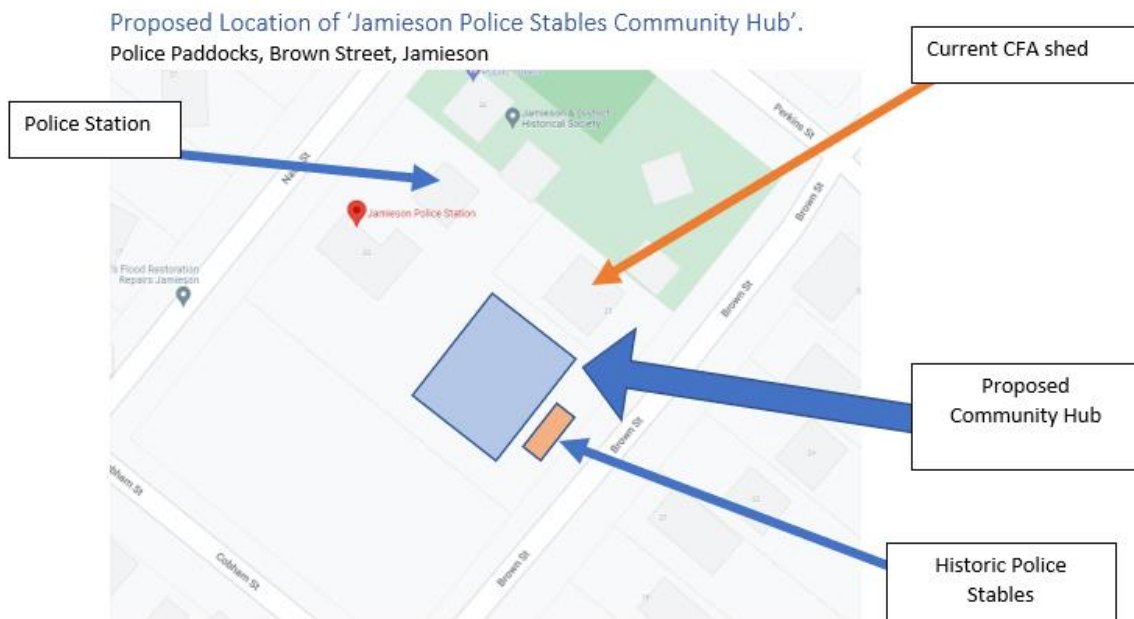 Proposed Location of ‘Jamieson Police Stables Community Hub’.
Police Paddocks, Brown Street, Jamieson
Current CFA shed
Police Station
Jamieson & District
Historical Society
Perkins St
Nash St
Brown St
Jamieson Police Station
Flood Restoration
Repairs Jamieson
Brown St
Proposed
Community Hub
Brown St
Cobham St
Brown St
Historic Police
Stables